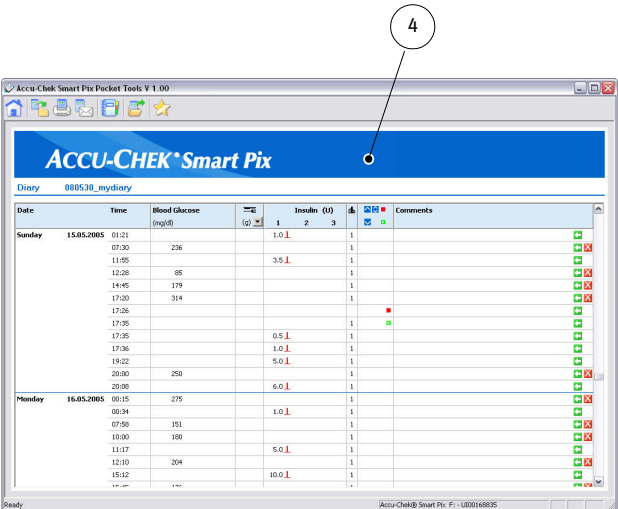 4
Accu-Chek Smart Pix Pocket Tools V 1.00
ACCU-CHEK® Smart Pix
Diary 080530_mydiary
Date Time Blood Glucose Insulin (U) Comments
(mg/dl) (g) 1 2 3
Sunday 15.05.2005 01:21 1.0 1
07:30 236 1
11:55 3.5 1
12:28 85 1
14:45 179 1
17:20 314 1
17:26
17:35 1
17:35 0.5 1
17:36 1.0 1
19:22 5.0 1
20:00 250 1
20:08 6.0 1
Monday 16.05.2005 00:15 275 1
00:34 1.0 1
07:58 151 1
10:00 180 1
11:17 5.0 1
12:10 204 1
15:12 10.0 1
Ready Accu-Chek® Smart Pix F: - UI00168835